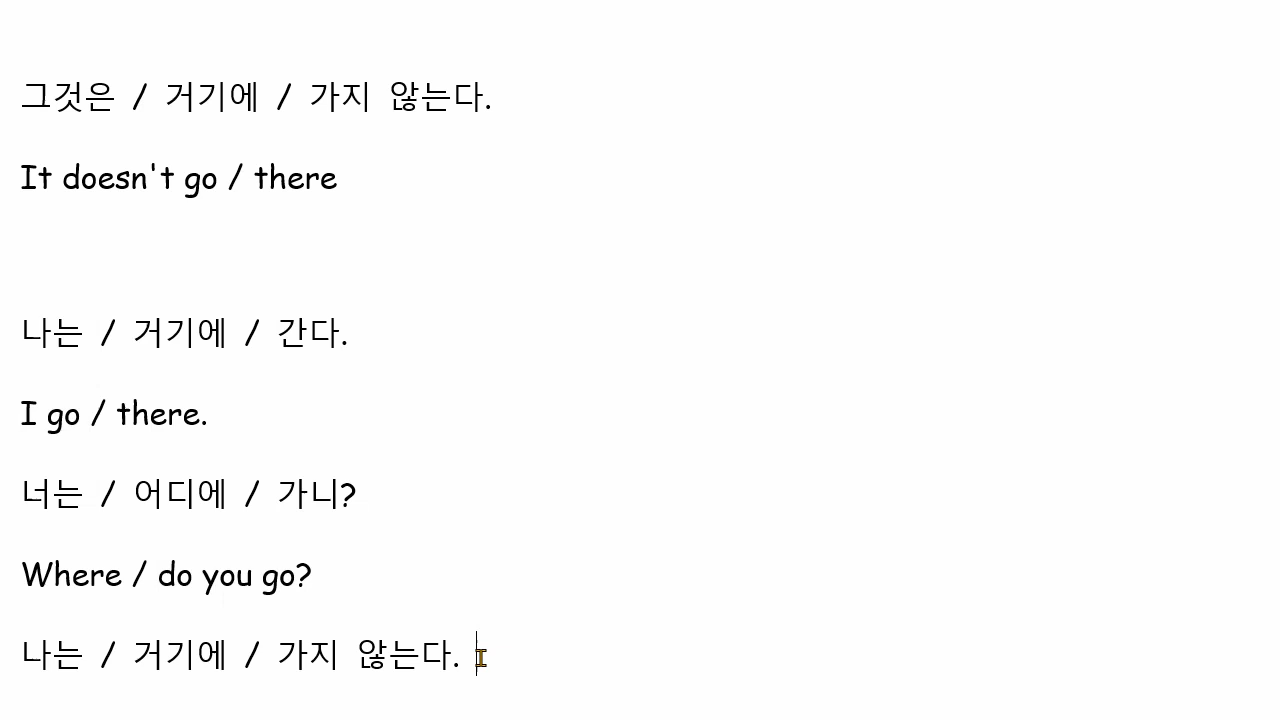 그것은 / 거기에 / 가지 않는다.
It doesn't go / there
나는 / 거기에 / 간다.
I go / there.
너는 / 어디에 / 가니?
Where / do you go?
나는 / 거기에 / 가지 않는다.